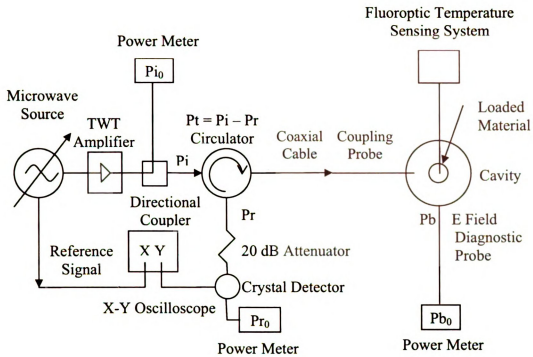 Fluoroptic Temperature
Sensing System
Power Meter
Pi0
Microwave
Source
TWT
Amplifier
Pt = Pi – Pr
Circulator
Coaxial
Cable
Coupling
Probe
Loaded
Material
Pi
Directional
Coupler
Cavity
Pr
Pb
E Field
Diagnostic
Probe
Reference
Signal
X Y
20 dB Attenuator
Crystal Detector
X-Y Oscilloscope
Pr0
Pb0
Power Meter
Power Meter